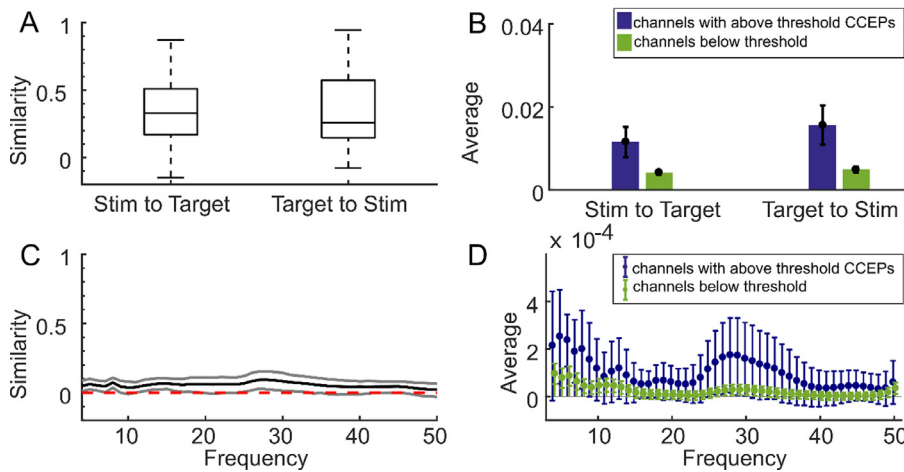 A
1
0.5
0
Similarity
Stim to Target
Target to Stim
B
channels with above threshold CCEPs
channels below threshold
0.04
0.02
0
Average
Stim to Target
Target to Stim
C
1
0.5
0
Similarity
10 20 30 40 50
Frequency
D
× 10⁻⁴
channels with above threshold CCEPs
channels below threshold
4
2
0
Average
10 20 30 40 50
Frequency